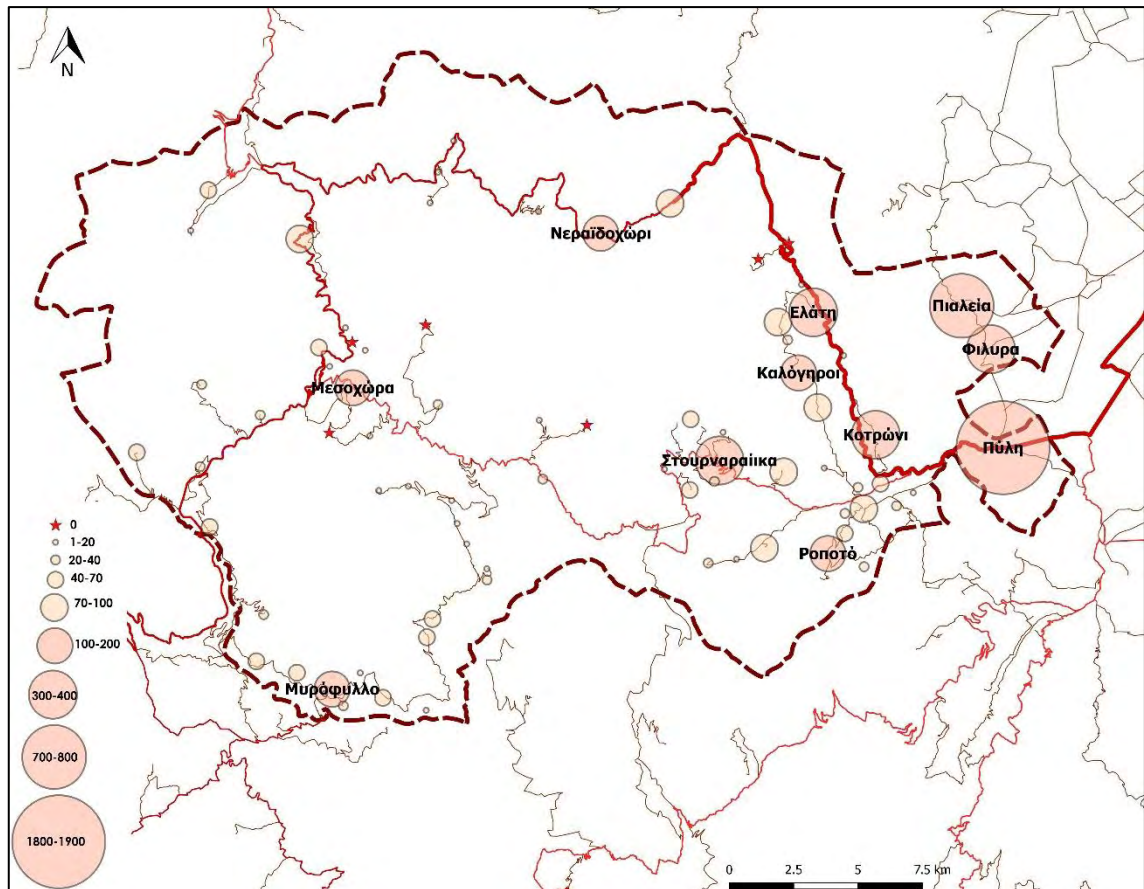 N
Νεραϊδοχώρι
Πιαλεία
Ελάτη
Φιλυρα
Καλόγηροι
Μεσοχώρα
Κοτρώνι
Πύλη
Στουρναραίικα
Ροποτό
Μυρόφυλλο
0
1-20
20-40
40-70
70-100
100-200
300-400
700-800
1800-1900
0 2.5 5 7.5 km